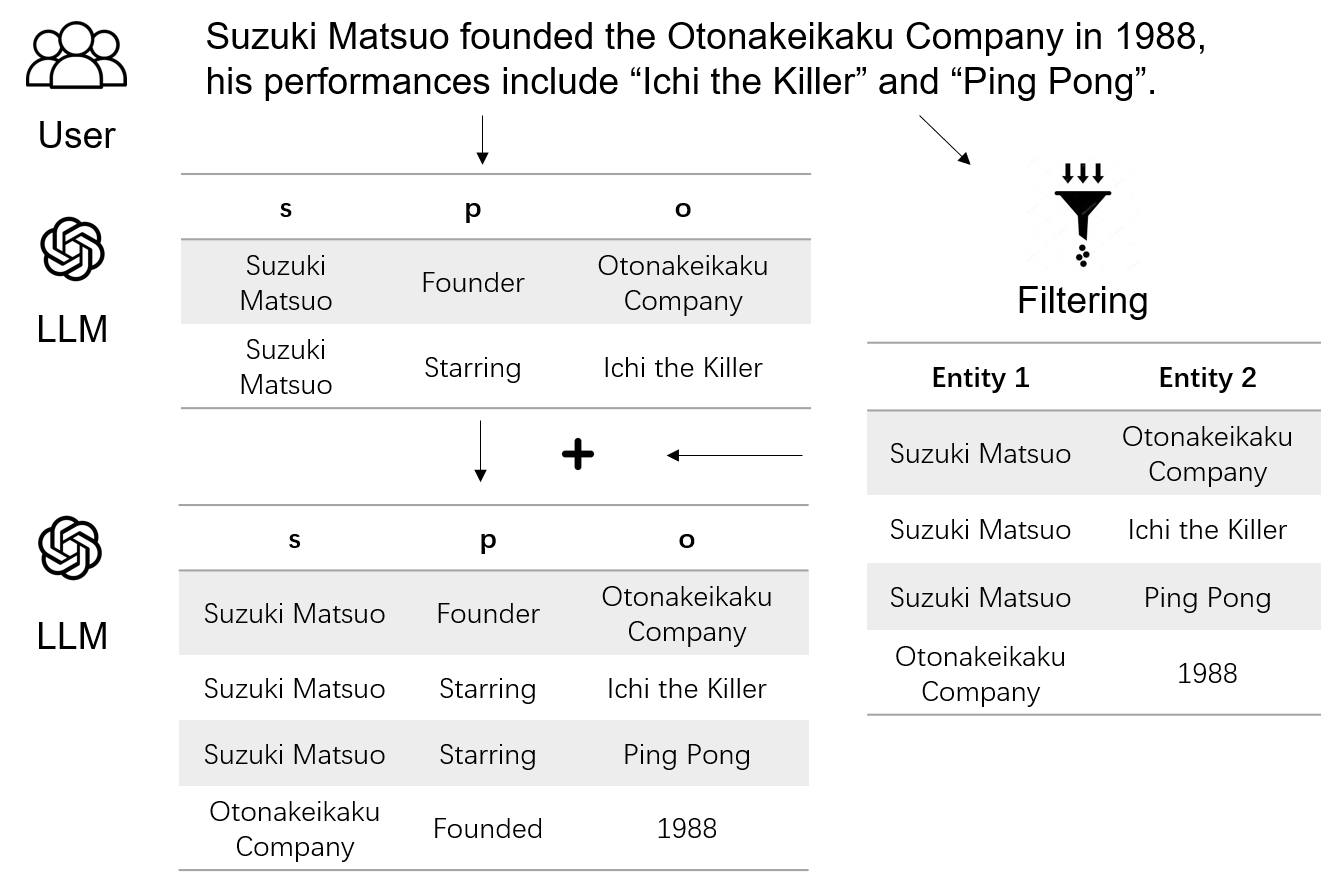 Suzuki Matsuo founded the Otonakeikaku Company in 1988,
his performances include “Ichi the Killer” and “Ping Pong”.
User
s p o
Suzuki
Matsuo
Founder
Otonakeikaku
Company
Suzuki
Matsuo
Starring
Ichi the Killer
LLM
Filtering
Entity 1 Entity 2
Suzuki Matsuo
Otonakeikaku
Company
Suzuki Matsuo Ichi the Killer
Suzuki Matsuo Ping Pong
Otonakeikaku
Company
1988
LLM
s p o
Suzuki Matsuo Founder
Otonakeikaku
Company
Suzuki Matsuo Starring Ichi the Killer
Suzuki Matsuo Starring Ping Pong
Otonakeikaku
Company
Founded 1988